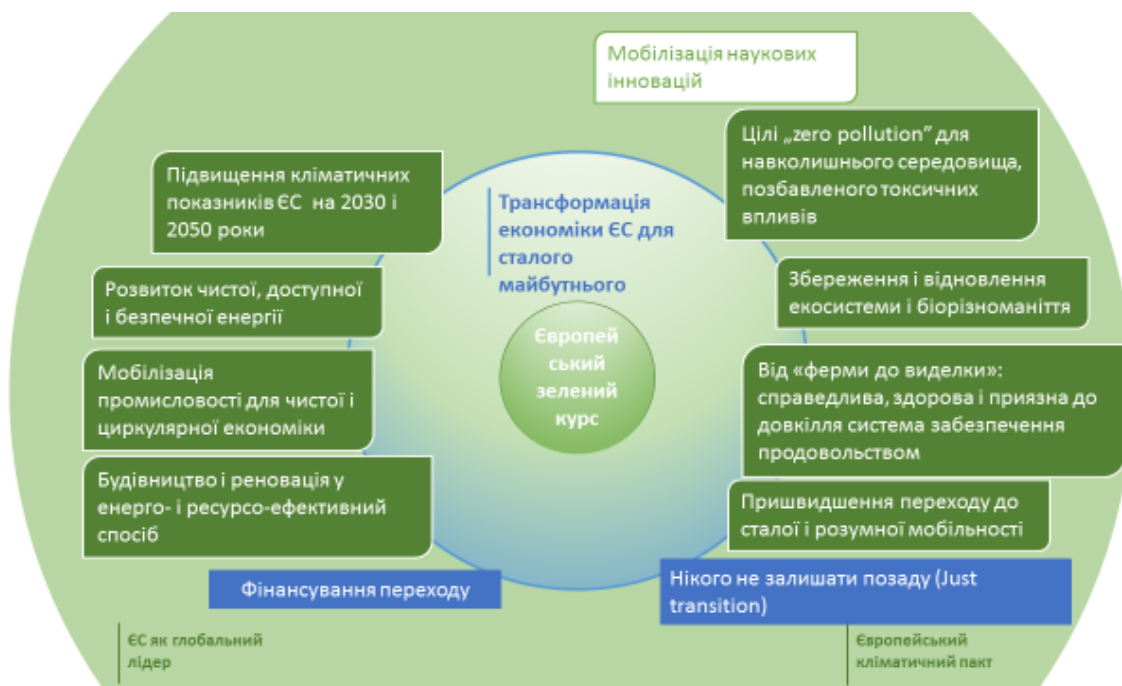 Мобілізація наукових
інновацій
Цілі „zero pollution” для
навколишнього середовища,
позбавленого токсичних
впливів
Підвищення кліматичних
показників ЄС на 2030 і
2050 роки
Трансформація
економіки ЄС для
сталого
майбутнього
Розвиток чистої, доступної
і безпечної енергії
Збереження і відновлення
екосистеми і біорізноманіття
Європей
ський
зелений
курс
Мобілізація
промисловості для чистої і
циркулярної економіки
Від «ферми до виделки»:
справедлива, здорова і приязна до
довкілля система забезпечення
продовольством
Будівництво і реновація у
енерго- і ресурсо-ефективний
спосіб
Пришвидшення переходу до
сталої і розумної мобільності
Фінансування переходу
Нікого не залишати позаду (Just
transition)
ЄС як глобальний
лідер
Європейський
кліматичний пакт